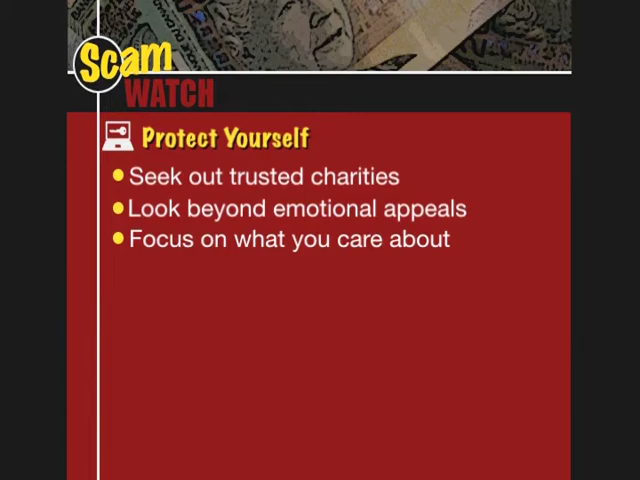 Scam
WATCH
Protect Yourself
Seek out trusted charities
Look beyond emotional appeals
Focus on what you care about